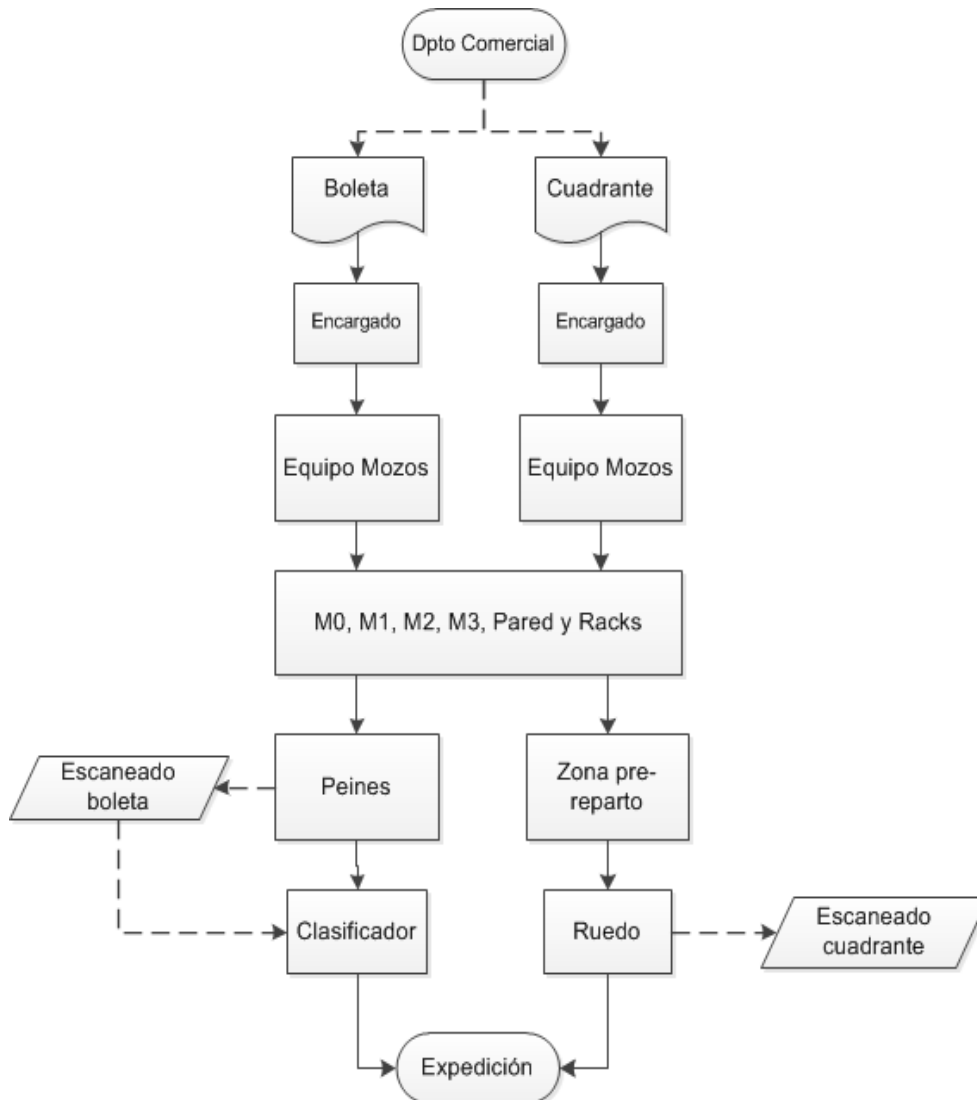 Dpto Comercial
Boleta
Cuadrante
Encargado
Encargado
Equipo Mozos
Equipo Mozos
M0, M1, M2, M3, Pared y Racks
Escaneado
boleta
Peines
Zona pre-
reparto
Clasificador
Ruedo
Escaneado
cuadrante
Expedición